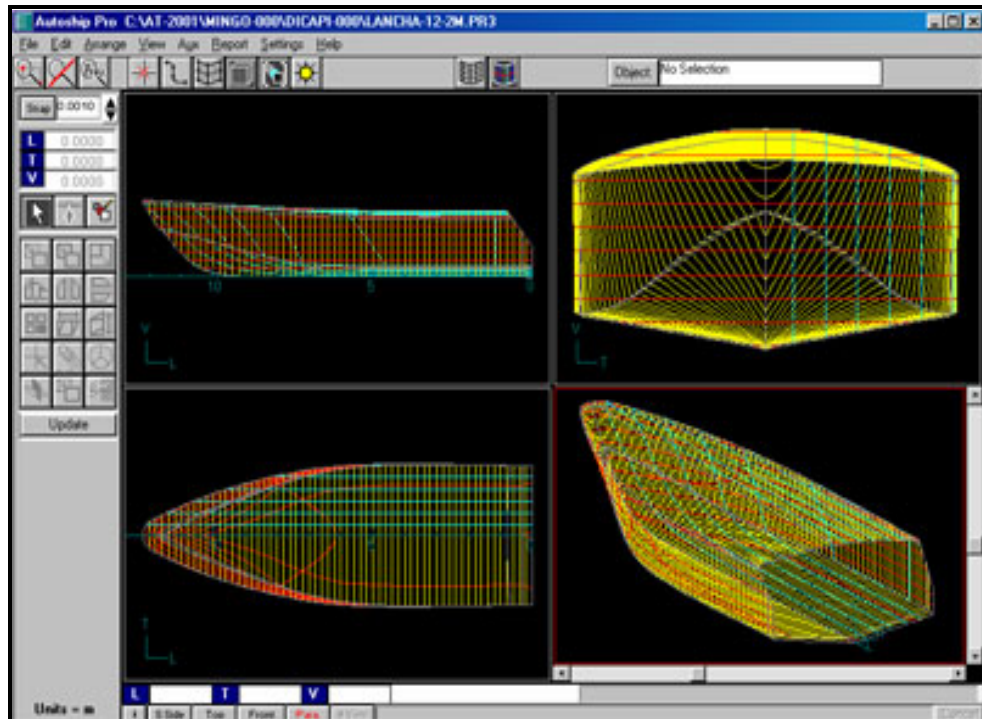 Autoship Pro C:\AT-2001\MINGO-000\DICAPI-000\LANCHA-12-2M.PR3
File Edit Arrange View Aux Report Settings Help
Object No Selection
Snap 0.0010
L 0.0000
T 0.0000
V 0.0000
10 5 0
V
L
V
T
Update
T
L
L T V
Units = m
S.Side Top Front